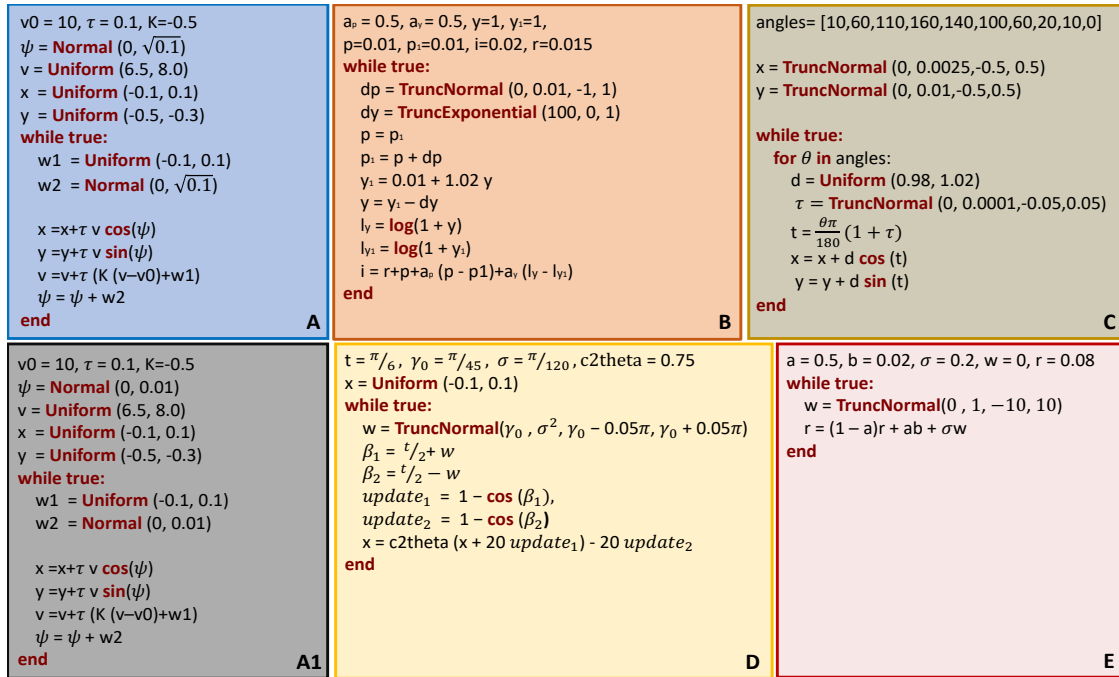 v0 = 10, τ = 0.1, K=-0.5
ψ = Normal (0, √0.1)
v = Uniform (6.5, 8.0)
x = Uniform (-0.1, 0.1)
y = Uniform (-0.5, -0.3)
while true:
w1 = Uniform (-0.1, 0.1)
w2 = Normal (0, √0.1)
x =x+τ v cos(ψ)
y =y+τ v sin(ψ)
v =v+τ (K (v–v0)+w1)
ψ = ψ + w2
end
A
aₚ = 0.5, aᵧ = 0.5, y=1, y₁=1,
p=0.01, p₁=0.01, i=0.02, r=0.015
while true:
dp = TruncNormal (0, 0.01, -1, 1)
dy = TruncExponential (100, 0, 1)
p = p₁
p₁ = p + dp
y₁ = 0.01 + 1.02 y
y = y₁ – dy
lᵧ = log(1 + y)
lᵧ₁ = log(1 + y₁)
i = r+p+aₚ (p - p1)+aᵧ (lᵧ - lᵧ₁)
end
B
angles= [10,60,110,160,140,100,60,20,10,0]
x = TruncNormal (0, 0.0025,-0.5, 0.5)
y = TruncNormal (0, 0.01,-0.5,0.5)
while true:
for θ in angles:
d = Uniform (0.98, 1.02)
τ = TruncNormal (0, 0.0001,-0.05,0.05)
t = θπ/180 (1 + τ)
x = x + d cos (t)
y = y + d sin (t)
end
C
v0 = 10, τ = 0.1, K=-0.5
ψ = Normal (0, 0.01)
v = Uniform (6.5, 8.0)
x = Uniform (-0.1, 0.1)
y = Uniform (-0.5, -0.3)
while true:
w1 = Uniform (-0.1, 0.1)
w2 = Normal (0, 0.01)
x =x+τ v cos(ψ)
y =y+τ v sin(ψ)
v =v+τ (K (v–v0)+w1)
ψ = ψ + w2
end
A1
t = π/6, γ₀ = π/45, σ = π/120, c2theta = 0.75
x = Uniform (-0.1, 0.1)
while true:
w = TruncNormal(γ₀ , σ², γ₀ − 0.05π, γ₀ + 0.05π)
β₁ = t/2+ w
β₂ = t/2 − w
update₁ = 1 − cos (β₁),
update₂ = 1 − cos (β₂)
x = c2theta (x + 20 update₁) - 20 update₂
end
D
a = 0.5, b = 0.02, σ = 0.2, w = 0, r = 0.08
while true:
w = TruncNormal(0 , 1, −10, 10)
r = (1 − a)r + ab + σw
end
E